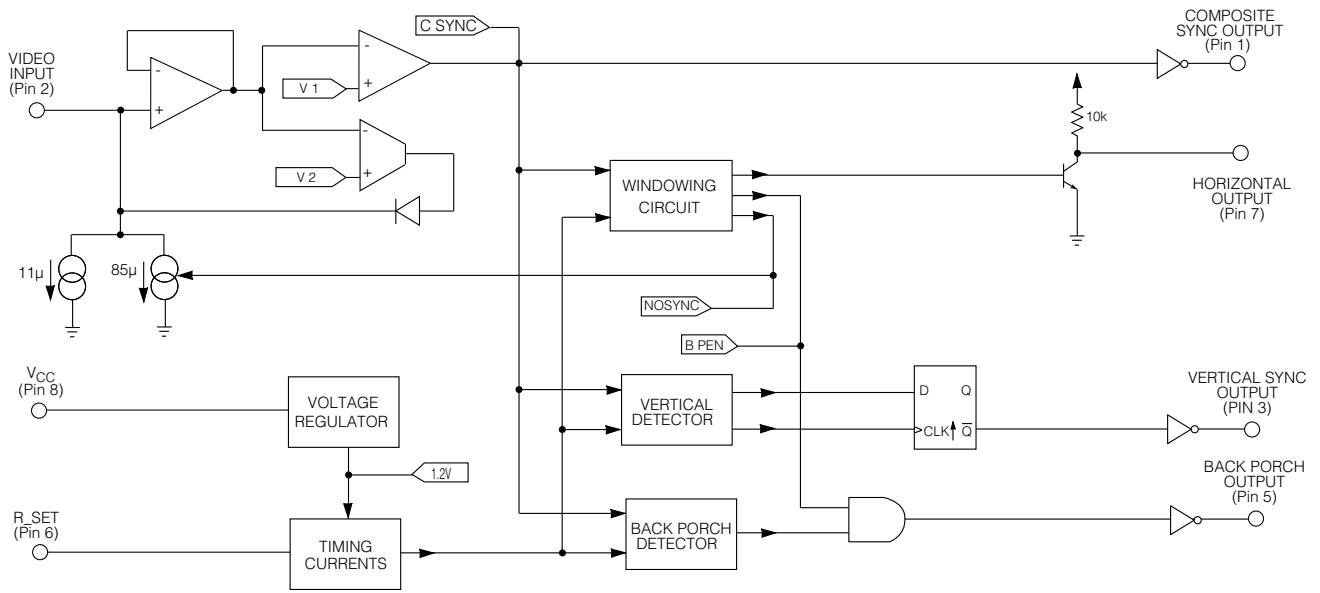 C SYNC
COMPOSITE
SYNC OUTPUT
(Pin 1)
VIDEO
INPUT
(Pin 2)
-
+
-
+
V 1
10k
-
+
V 2
WINDOWING
CIRCUIT
HORIZONTAL
OUTPUT
(Pin 7)
11µ
85µ
NOSYNC
B PEN
VCC
(Pin 8)
VOLTAGE
REGULATOR
VERTICAL
DETECTOR
D Q
CLK Q̅
VERTICAL SYNC
OUTPUT
(PIN 3)
1.2V
BACK PORCH
OUTPUT
(Pin 5)
R_SET
(Pin 6)
TIMING
CURRENTS
BACK PORCH
DETECTOR